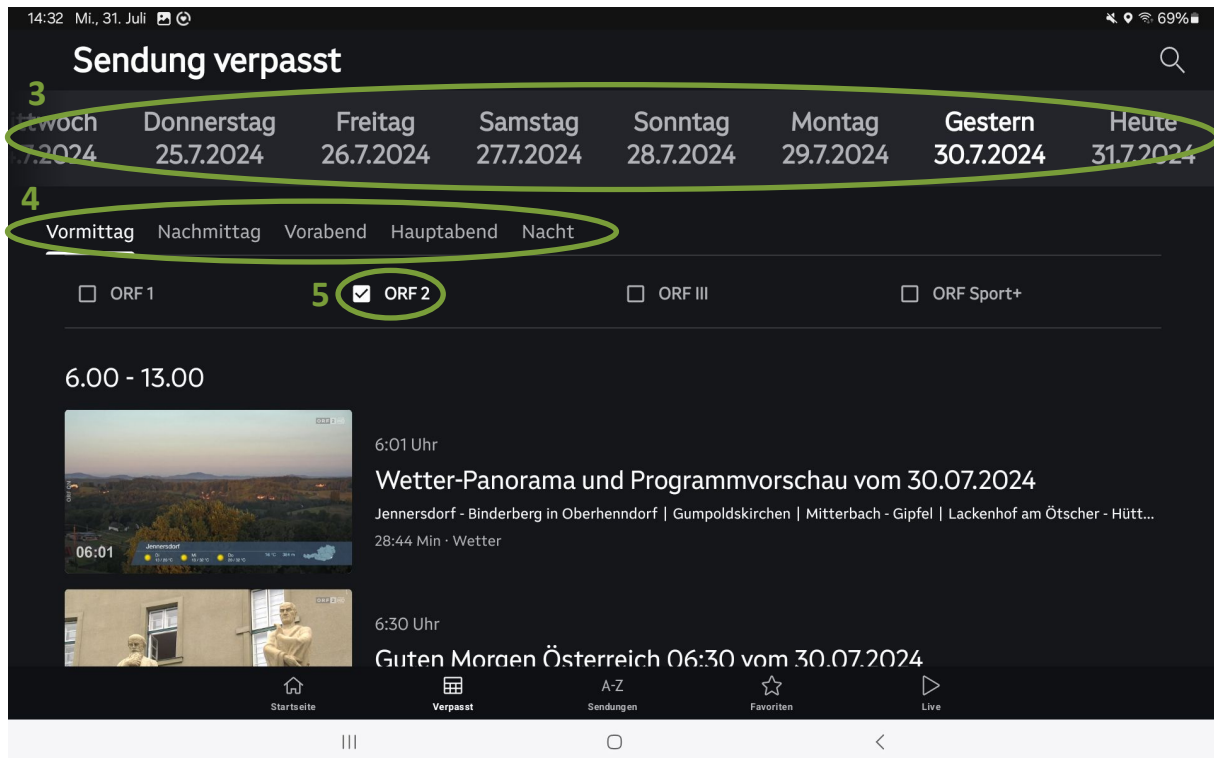 14:32 Mi., 31. Juli
69%
Sendung verpasst
3
ttwoch Donnerstag Freitag Samstag Sonntag Montag Gestern Heute
.7.2024 25.7.2024 26.7.2024 27.7.2024 28.7.2024 29.7.2024 30.7.2024 31.7.2024
4
Vormittag Nachmittag Vorabend Hauptabend Nacht
ORF 1 5 ORF 2 ORF III ORF Sport+
6.00 - 13.00
6:01 Uhr
Wetter-Panorama und Programmvorschau vom 30.07.2024
Jennersdorf - Binderberg in Oberhenndorf | Gumpoldskirchen | Mitterbach - Gipfel | Lackenhof am Ötscher - Hütt...
28:44 Min · Wetter
06:01
Jennersdorf
6:30 Uhr
Guten Morgen Österreich 06:30 vom 30.07.2024
A-Z
Startseite Verpasst Sendungen Favoriten Live